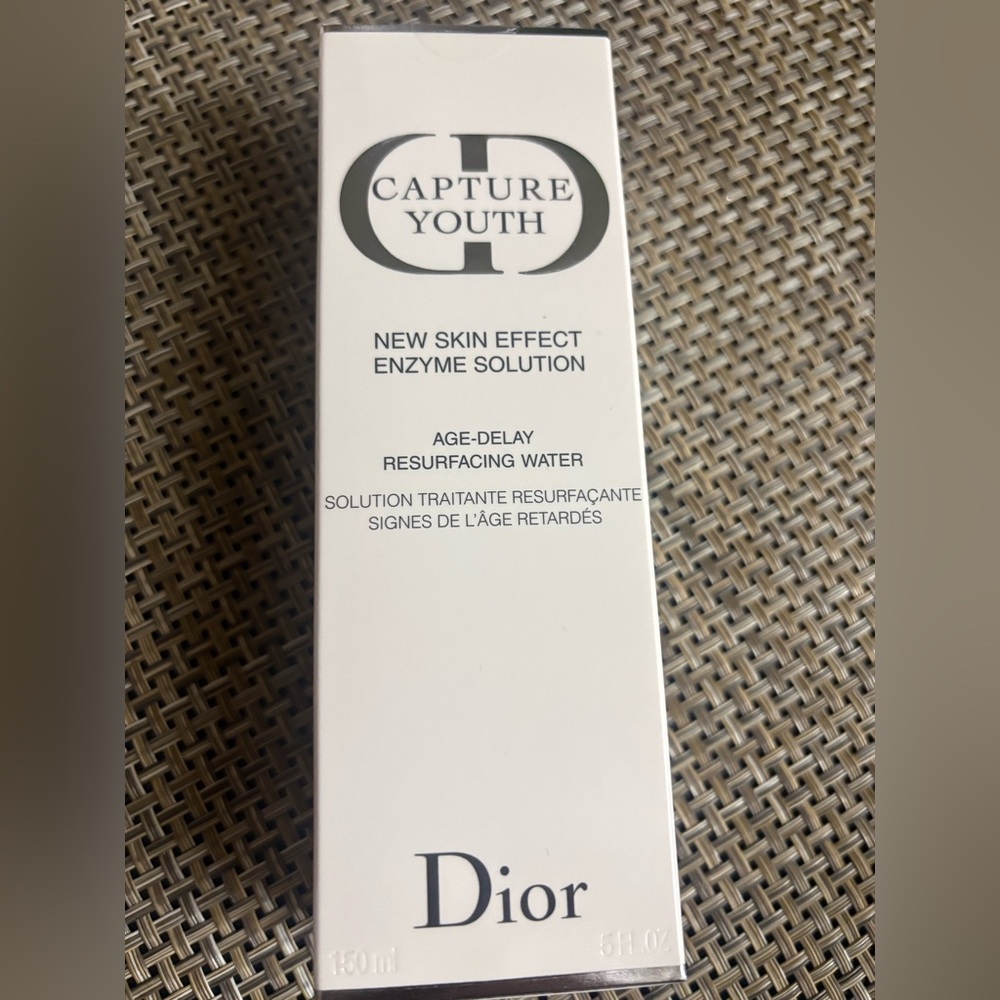 CAPTURE
YOUTH
NEW SKIN EFFECT
ENZYME SOLUTION
AGE-DELAY
RESURFACING WATER
SOLUTION TRAITANTE RESURFAÇANTE
SIGNES DE L'ÂGE RETARDÉS
Dior
150 ml
5 FL.OZ